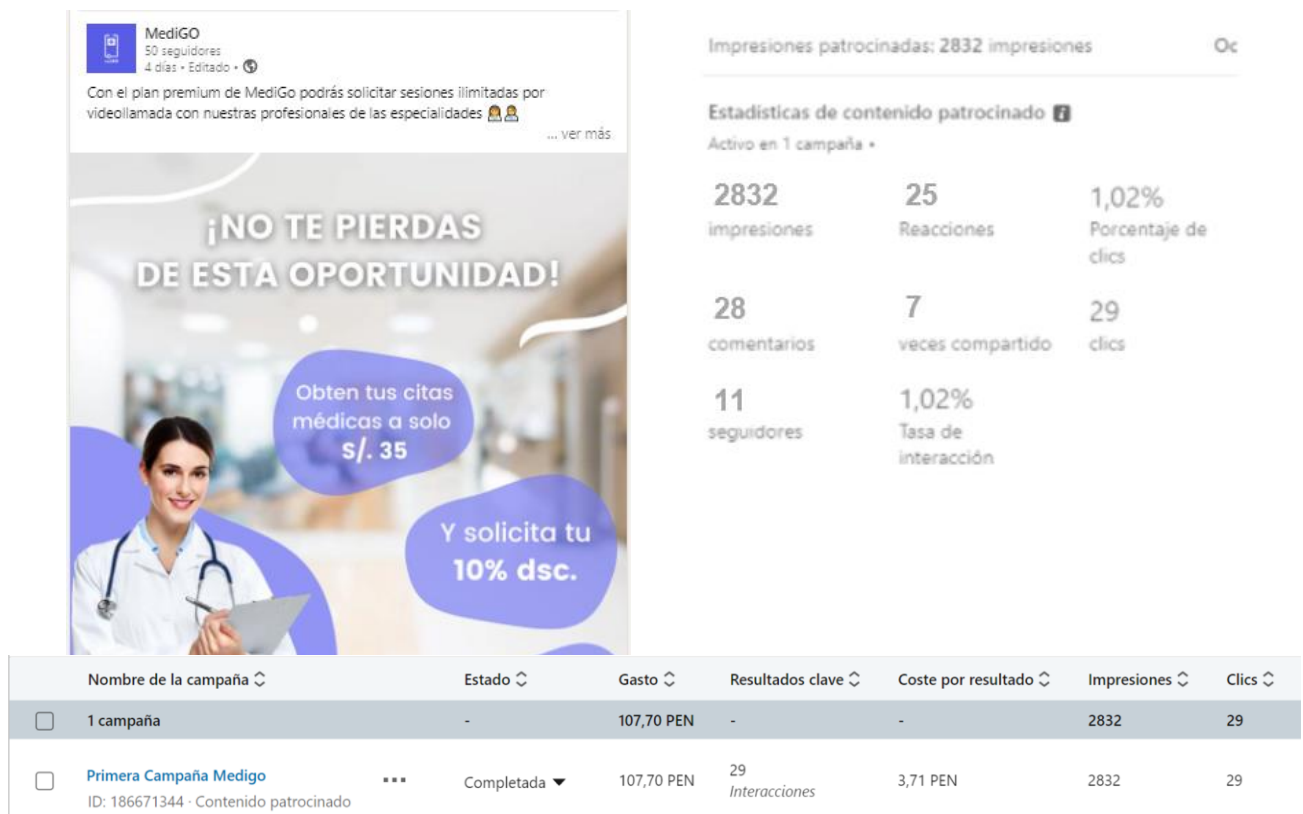 MediGO
50 seguidores
4 días • Editado •
Con el plan premium de MediGo podrás solicitar sesiones ilimitadas por
videollamada con nuestras profesionales de las especialidades
... ver más
¡NO TE PIERDAS
DE ESTA OPORTUNIDAD!
Obten tus citas
médicas a solo
S/. 35
Y solicita tu
10% dsc.
Impresiones patrocinadas: 2832 impresiones
Oc
Estadísticas de contenido patrocinado
Activo en 1 campaña •
2832 25 1,02%
impresiones Reacciones Porcentaje de
clics
28 7 29
comentarios veces compartido clics
11 1,02%
seguidores Tasa de
interacción
Nombre de la campaña Estado Gasto Resultados clave Coste por resultado Impresiones Clics
1 campaña - 107,70 PEN - - 2832 29
Primera Campaña Medigo ... Completada 107,70 PEN 29 3,71 PEN 2832 29
Interacciones
ID: 186671344 · Contenido patrocinado